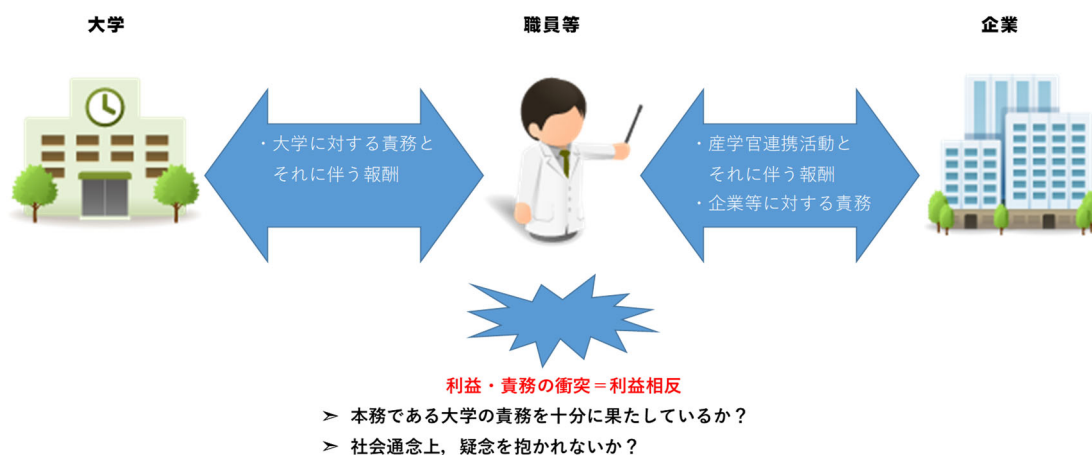 大学
職員等
企業
・大学に対する責務と
それに伴う報酬
・産学官連携活動と
それに伴う報酬
・企業等に対する責務
利益・責務の衝突＝利益相反
➢ 本務である大学の責務を十分に果たしているか？
➢ 社会通念上，疑念を抱かれないか？